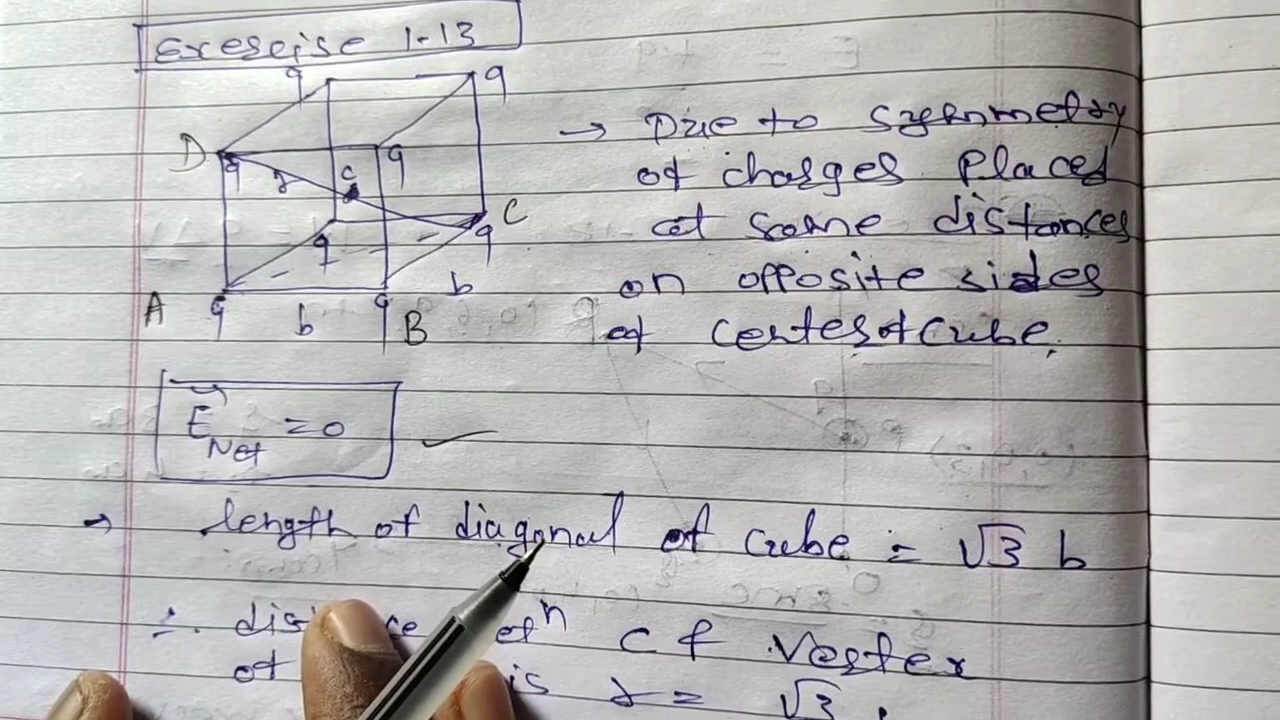 Exercise 1.13
q
q
D
q
r
c
q
C
q
q
b
A
q
b
q
B
→ Due to symmetry
of charges Placed
at same distances
on opposite sides
of center of cube.
E Net = 0
→ length of diagonal of cube = √3 b
∴ c & Vertex
of is r = √3